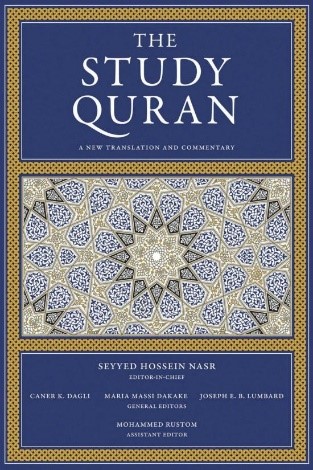 THE
STUDY
QURAN
A NEW TRANSLATION AND COMMENTARY
SEYYED HOSSEIN NASR
EDITOR-IN-CHIEF
CANER K. DAGLI MARIA MASSI DAKAKE JOSEPH E. B. LUMBARD
GENERAL EDITORS
MOHAMMED RUSTOM
ASSISTANT EDITOR